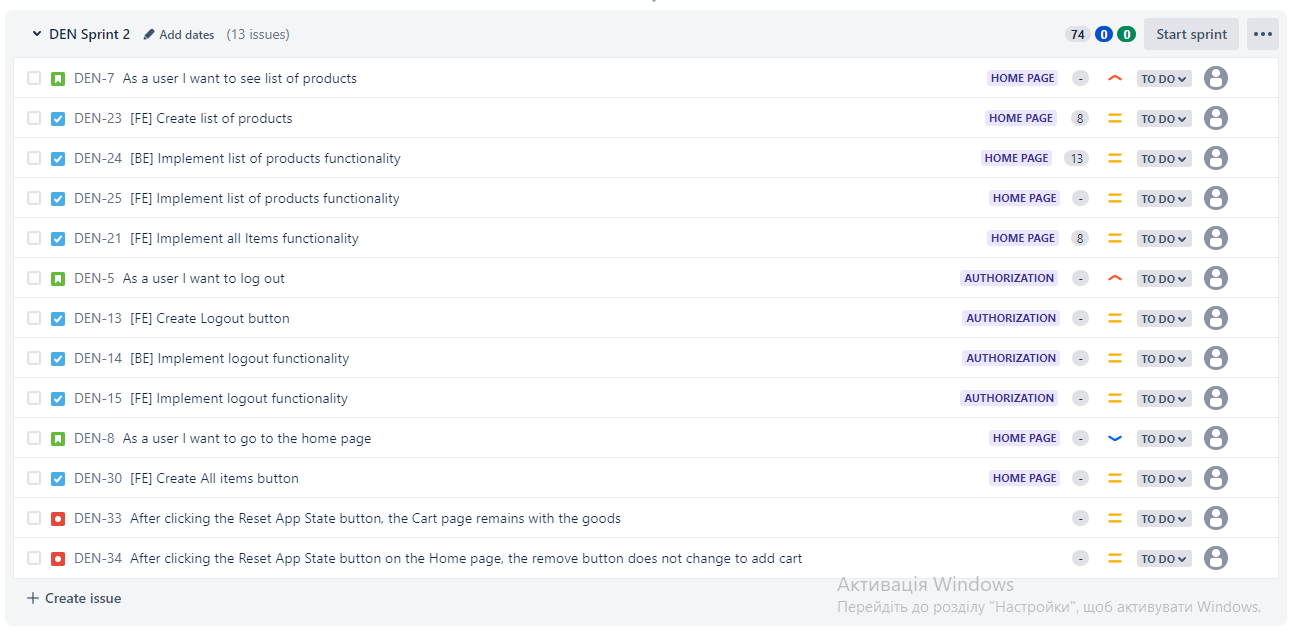 DEN Sprint 2 Add dates (13 issues) 74 0 0 Start sprint
DEN-7 As a user I want to see list of products HOME PAGE - TO DO
DEN-23 [FE] Create list of products HOME PAGE 8 TO DO
DEN-24 [BE] Implement list of products functionality HOME PAGE 13 TO DO
DEN-25 [FE] Implement list of products functionality HOME PAGE - TO DO
DEN-21 [FE] Implement all Items functionality HOME PAGE 8 TO DO
DEN-5 As a user I want to log out AUTHORIZATION - TO DO
DEN-13 [FE] Create Logout button AUTHORIZATION - TO DO
DEN-14 [BE] Implement logout functionality AUTHORIZATION - TO DO
DEN-15 [FE] Implement logout functionality AUTHORIZATION - TO DO
DEN-8 As a user I want to go to the home page HOME PAGE - TO DO
DEN-30 [FE] Create All items button HOME PAGE - TO DO
DEN-33 After clicking the Reset App State button, the Cart page remains with the goods - TO DO
DEN-34 After clicking the Reset App State button on the Home page, the remove button does not change to add cart - TO DO
+ Create issue
Активація Windows
Перейдіть до розділу "Настройки", щоб активувати Windows.